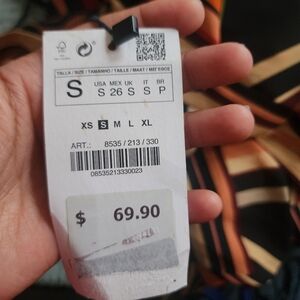 TALLA / SIZE / TAMANHO / TAILLE / MAAT / МЯГЄЖЄ
S
USA MEX UK IT BR
S 26 S S P
XS S M L XL
ART.: 8535 / 213 / 330
08535213330023
$ 69.90